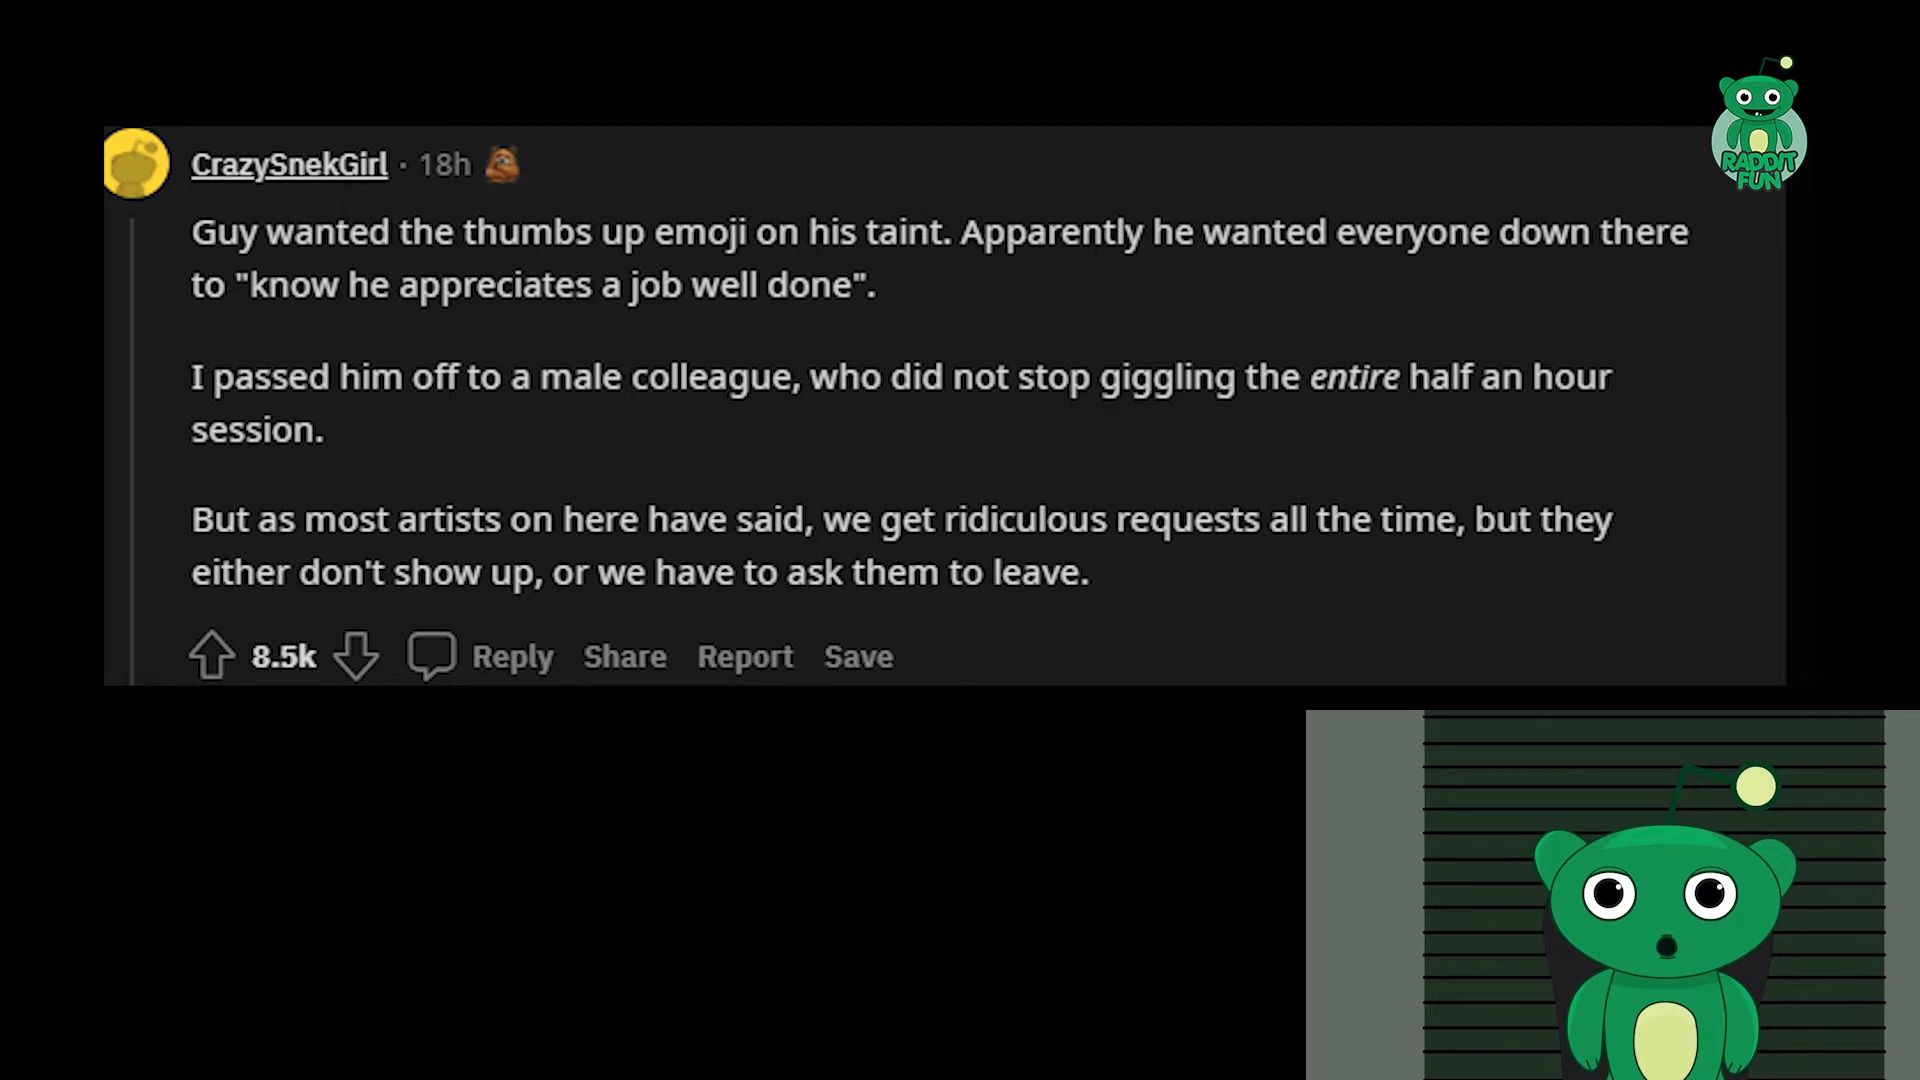 RADDIT
FUN
CrazySnekGirl · 18h
Guy wanted the thumbs up emoji on his taint. Apparently he wanted everyone down there
to "know he appreciates a job well done".
I passed him off to a male colleague, who did not stop giggling the entire half an hour
session.
But as most artists on here have said, we get ridiculous requests all the time, but they
either don't show up, or we have to ask them to leave.
8.5k Reply Share Report Save